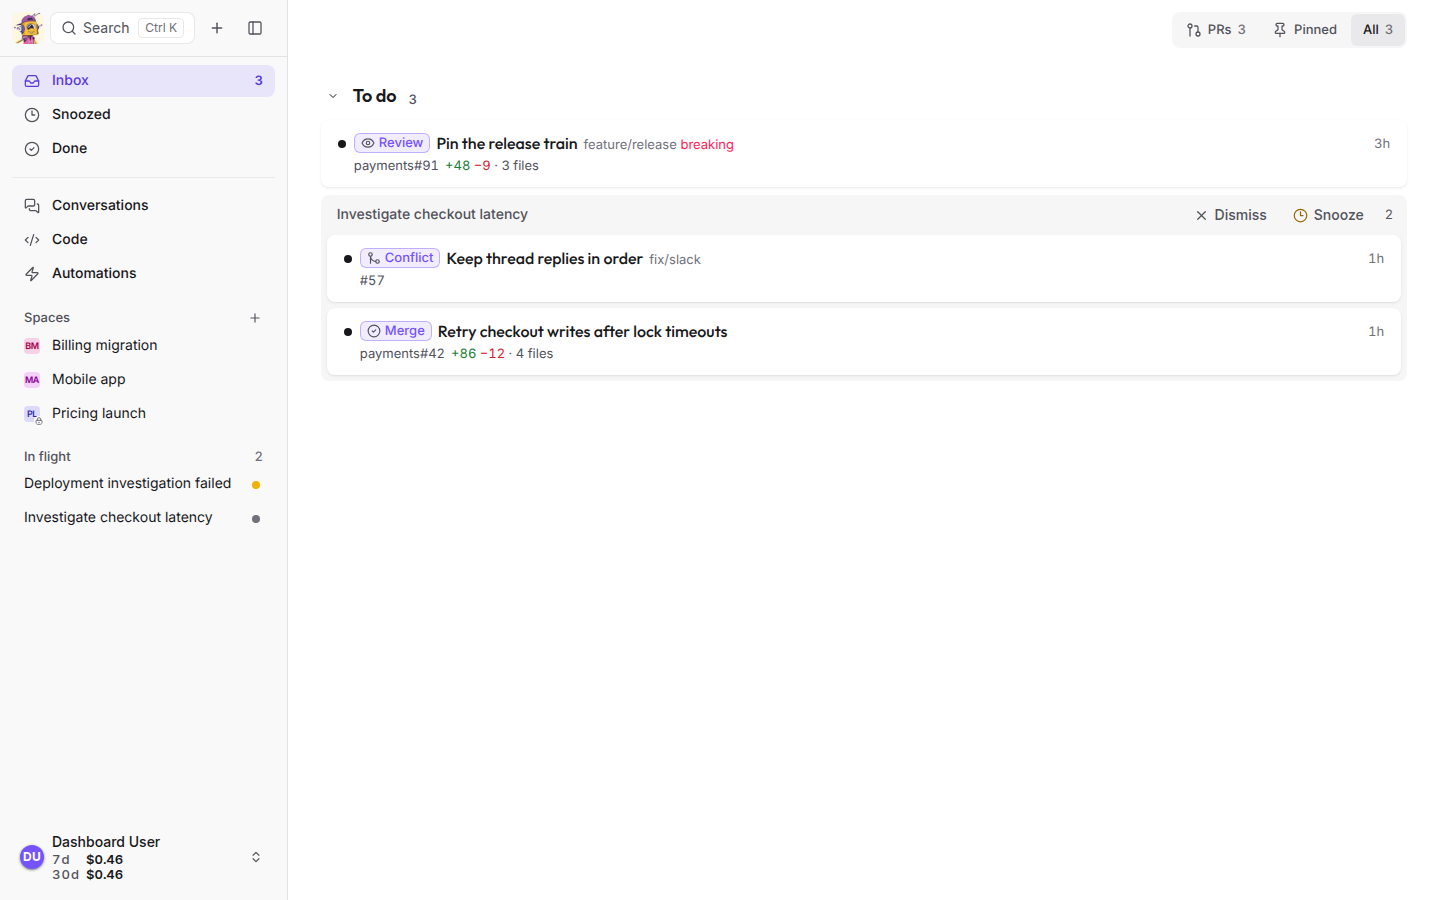 Search Ctrl K
PRs 3 Pinned All 3
Inbox 3
Snoozed
Done
Conversations
Code
Automations
Spaces
BM Billing migration
MA Mobile app
PL Pricing launch
In flight 2
Deployment investigation failed
Investigate checkout latency
DU Dashboard User
7d $0.46
30d $0.46
To do 3
Review Pin the release train feature/release breaking 3h
payments#91 +48 −9 · 3 files
Investigate checkout latency Dismiss Snooze 2
Conflict Keep thread replies in order fix/slack 1h
#57
Merge Retry checkout writes after lock timeouts 1h
payments#42 +86 −12 · 4 files